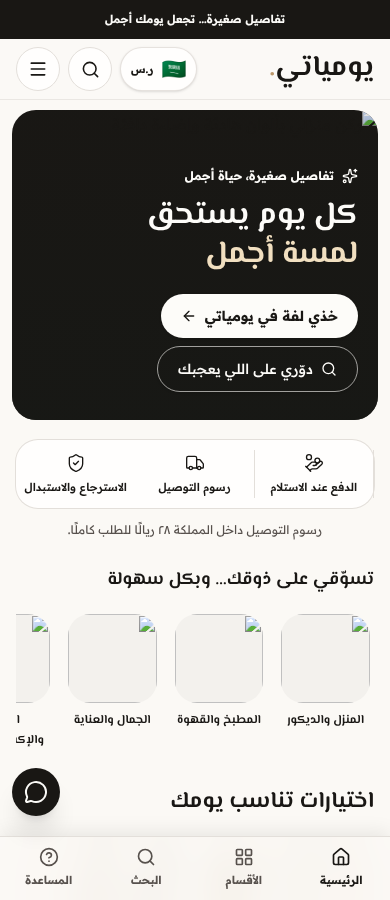 تفاصيل صغيرة... تجعل يومك أجمل
يومياتي.
ر.س
تفاصيل صغيرة، حياة أجمل
كل يوم يستحق
لمسة أجمل
خذي لفة في يومياتي
دوّري على اللي يعجبك
الدفع عند الاستلام
رسوم التوصيل
الاسترجاع والاستبدال
رسوم التوصيل داخل المملكة ٢٨ ريالًا للطلب كاملًا.
تسوّقي على ذوقك... وبكل سهولة
المنزل والديكور
المطبخ والقهوة
الجمال والعناية
اختيارات تناسب يومك
الرئيسية
الأقسام
البحث
المساعدة